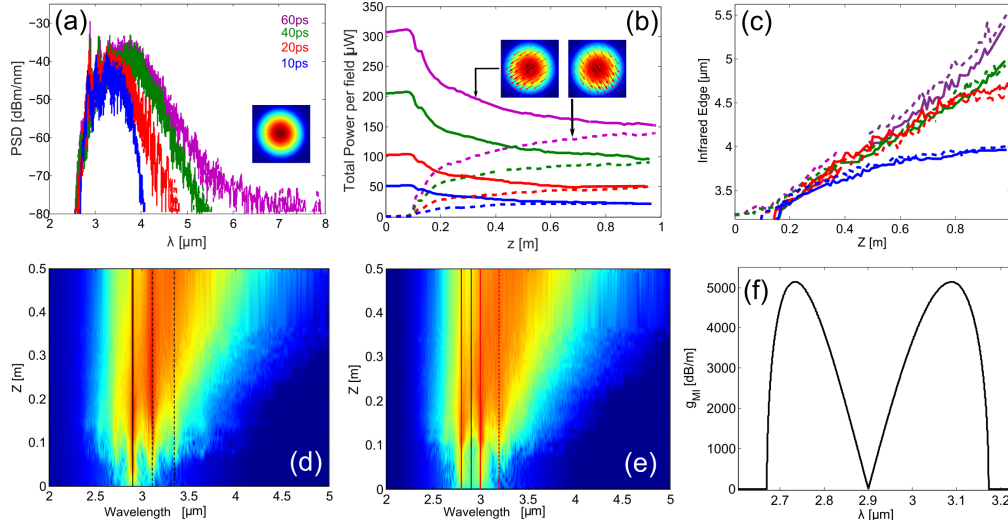 (a)
PSD [dBm/nm]
−30
−40
−50
−60
−70
−80
60ps
40ps
20ps
10ps
2 3 4 5 6 7 8
λ [μm]
(b)
Total Power per field [μW]
400
350
300
250
200
150
100
50
0
0 0.2 0.4 0.6 0.8 1
z [m]
(c)
Infrared Edge [μm]
5.5
5
4.5
4
3.5
0 0.2 0.4 0.6 0.8
Z [m]
(d)
Z [m]
0.5
0.4
0.3
0.2
0.1
0
2 2.5 3 3.5 4 4.5 5
Wavelength [μm]
(e)
Z [m]
0.5
0.4
0.3
0.2
0.1
0
2 2.5 3 3.5 4 4.5 5
Wavelength [μm]
(f)
gMI [dB/m]
5000
4000
3000
2000
1000
0
2.7 2.8 2.9 3 3.1 3.2
λ [μm]